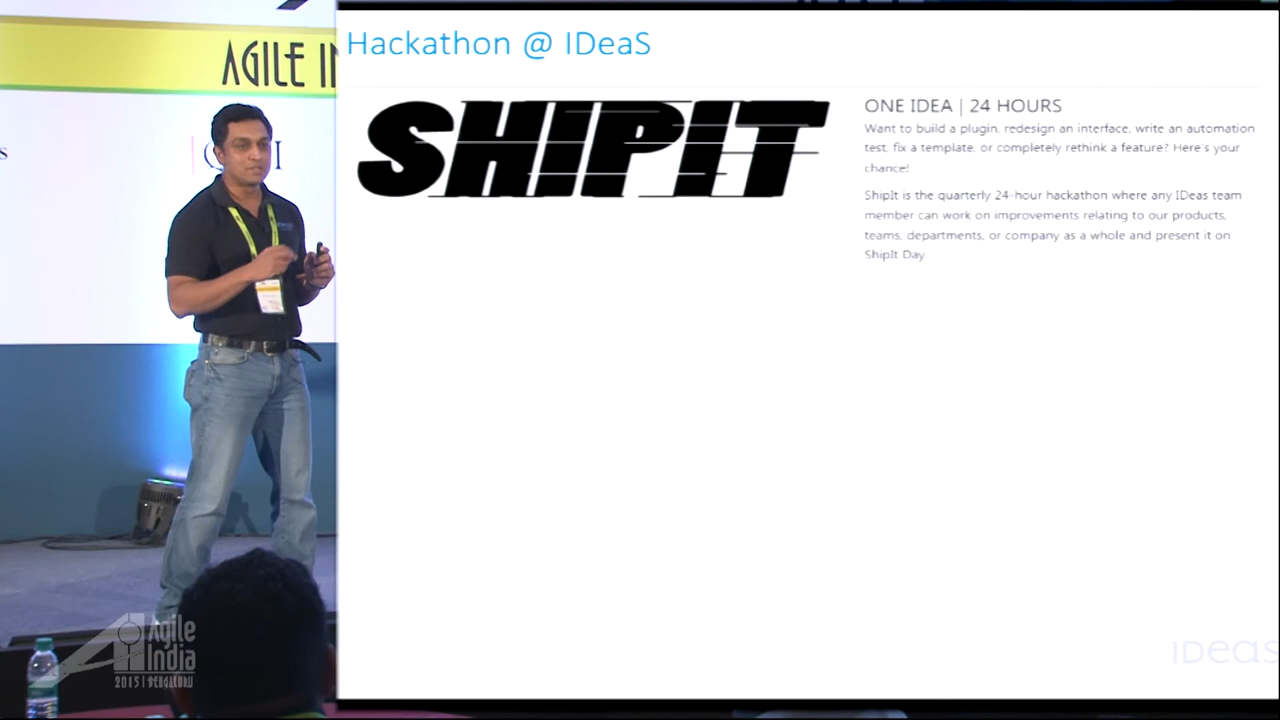 AGILE IN
Hackathon @ IDeaS
SHIPIT
ONE IDEA | 24 HOURS
Want to build a plugin, redesign an interface, write an automation
test, fix a template, or completely rethink a feature? Here's your
chance!
ShipIt is the quarterly 24-hour hackathon where any IDeas team
member can work on improvements relating to our products,
teams, departments, or company as a whole and present it on
ShipIt Day.
IDeaS
Agile
India
2015 | BENGALURU